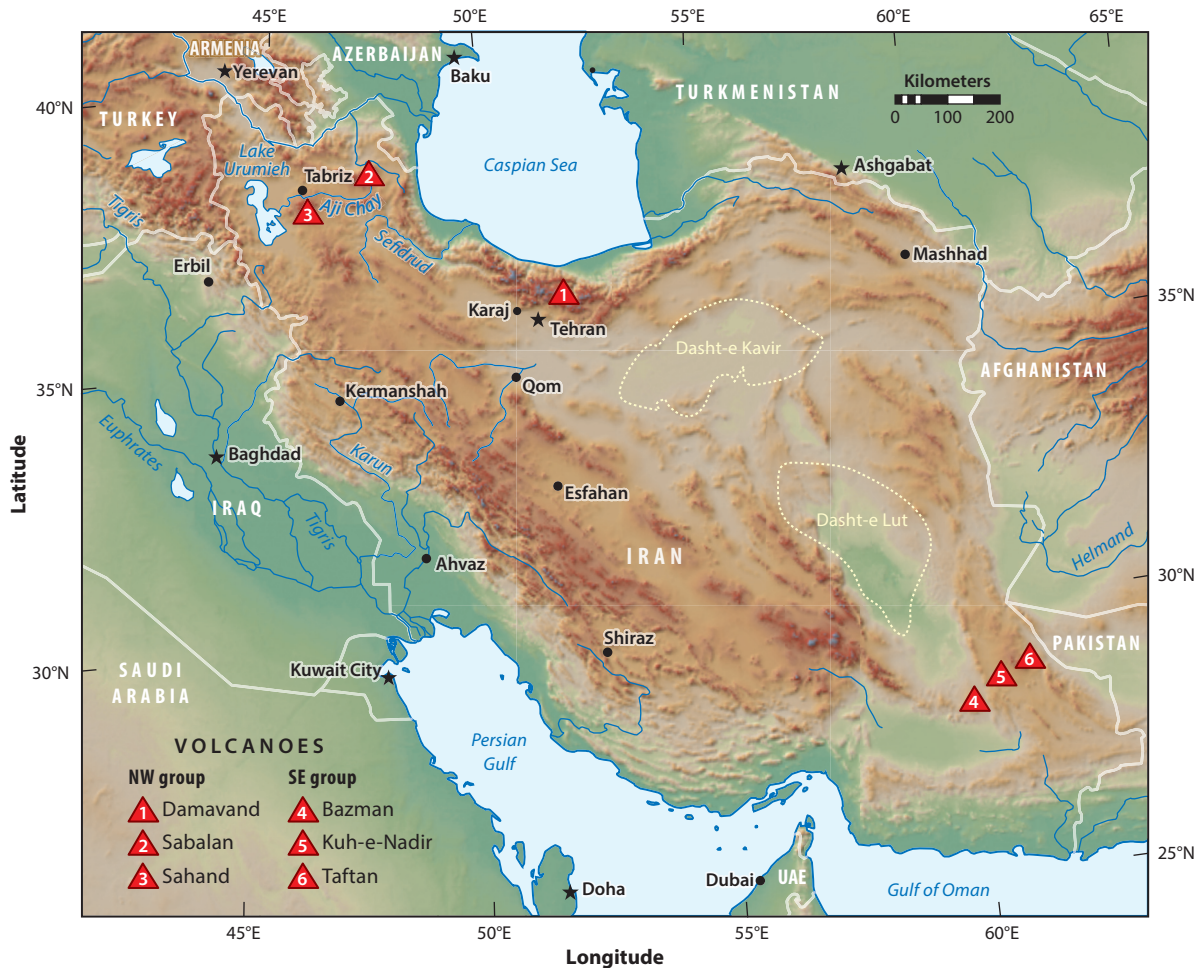 45°E
50°E
55°E
60°E
65°E
ARMENIA
AZERBAIJAN
Yerevan
Baku
TURKMENISTAN
Kilometers
0 100 200
40°N
TURKEY
Lake
Urumieh
Caspian Sea
Ashgabat
Tabriz
2
Aji Chay
3
Tigris
Sefidrud
Mashhad
Erbil
1
35°N
Karaj
Tehran
Dasht-e Kavir
AFGHANISTAN
35°N
Kermanshah
Qom
Euphrates
Baghdad
Karun
Esfahan
Latitude
IRAQ
Tigris
Dasht-e Lut
Helmand
IRAN
Ahvaz
30°N
Shiraz
PAKISTAN
6
5
4
30°N
SAUDI
ARABIA
Kuwait City
Persian
Gulf
VOLCANOES
NW group
SE group
1 Damavand
4 Bazman
2 Sabalan
5 Kuh-e-Nadir
3 Sahand
6 Taftan
25°N
Doha
Dubai
UAE
Gulf of Oman
45°E
50°E
55°E
60°E
Longitude